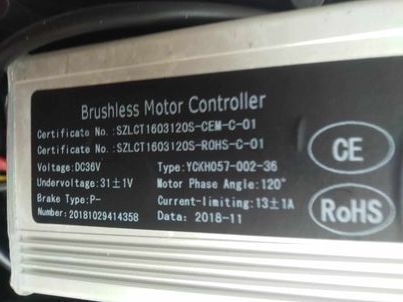 Brushless Motor Controller
Certificate No.:SZLCT1603120S-CEM-C-01
Certificate No.:SZLCT1603120S-ROHS-C-01
Voltage:DC36V Type:YCKH057-002-36
Undervoltage:31±1V Motor Phase Angle:120°
Brake Type:P- Current-limiting:13±1A
Number:20181029414358 Data: 2018-11
CE
RoHS